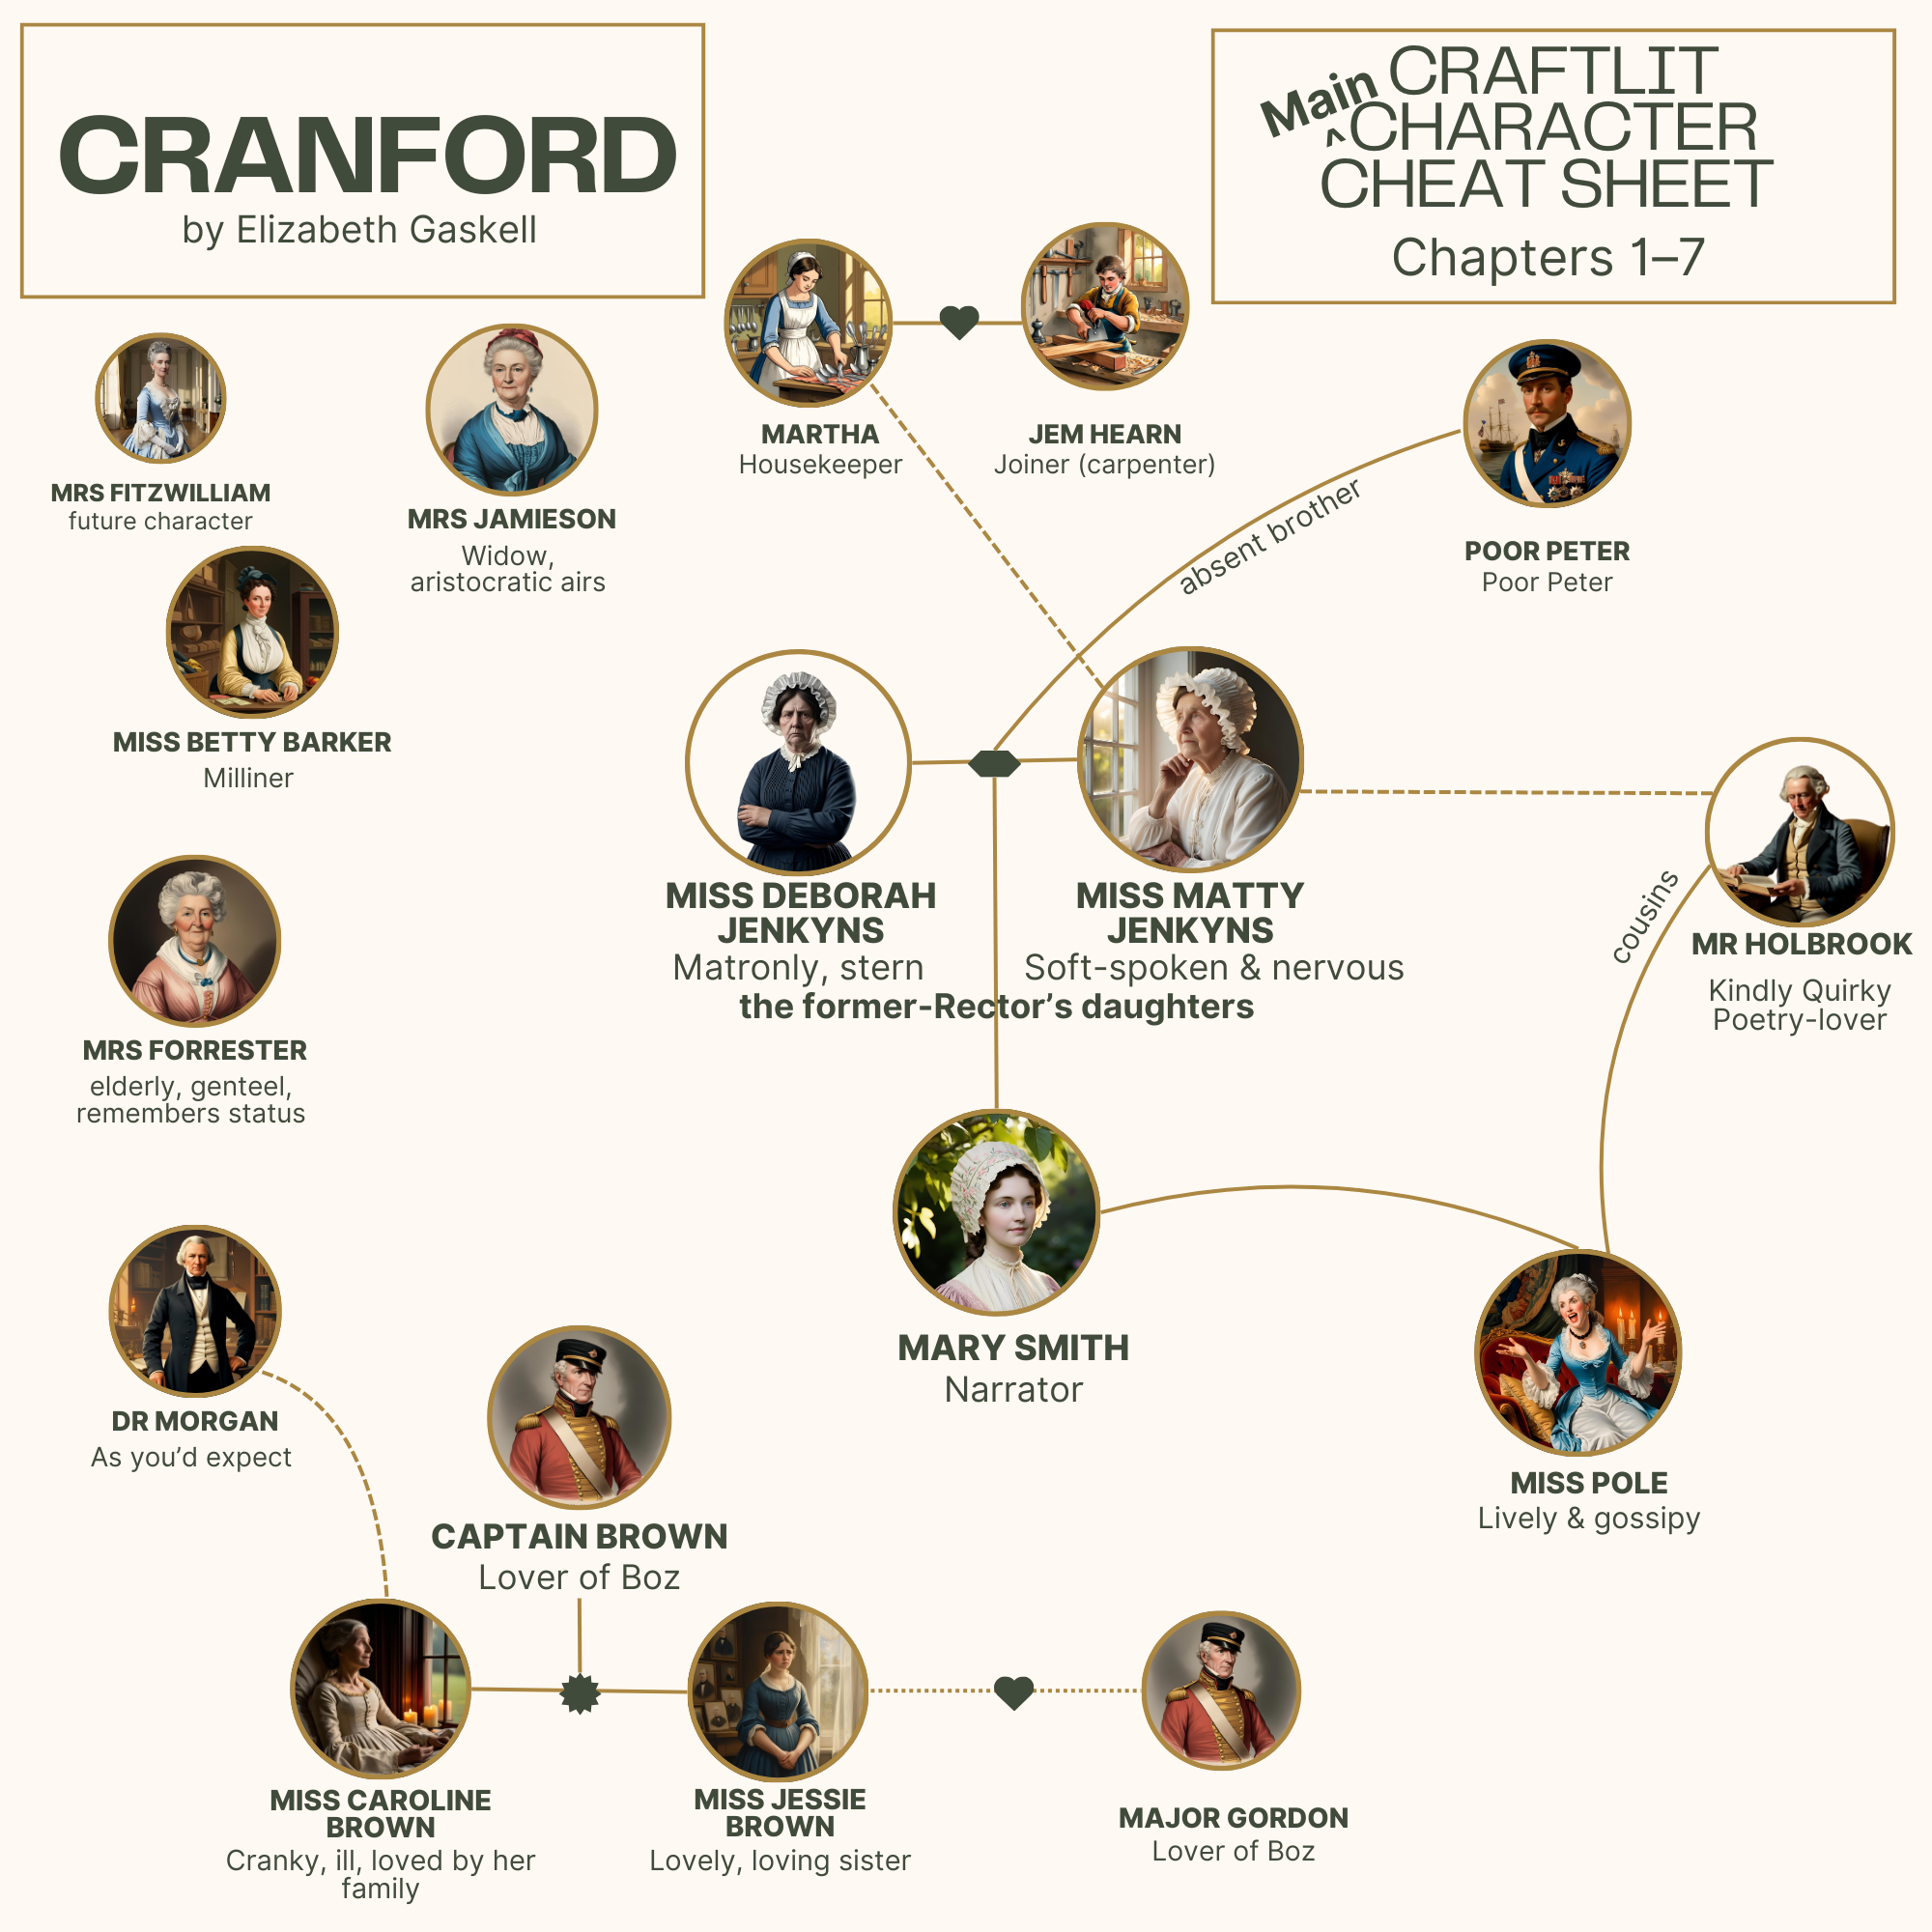 CRANFORD
by Elizabeth Gaskell
Main CRAFTLIT
^CHARACTER
CHEAT SHEET
Chapters 1–7
MARTHA
Housekeeper
JEM HEARN
Joiner (carpenter)
MRS FITZWILLIAM
future character
MRS JAMIESON
Widow,
aristocratic airs
absent brother
POOR PETER
Poor Peter
MISS BETTY BARKER
Milliner
MISS DEBORAH
JENKYNS
Matronly, stern
MISS MATTY
JENKYNS
Soft-spoken & nervous
the former-Rector’s daughters
cousins
MR HOLBROOK
Kindly Quirky
Poetry-lover
MRS FORRESTER
elderly, genteel,
remembers status
MARY SMITH
Narrator
DR MORGAN
As you’d expect
MISS POLE
Lively & gossipy
CAPTAIN BROWN
Lover of Boz
MISS CAROLINE
BROWN
Cranky, ill, loved by her
family
MISS JESSIE
BROWN
Lovely, loving sister
MAJOR GORDON
Lover of Boz